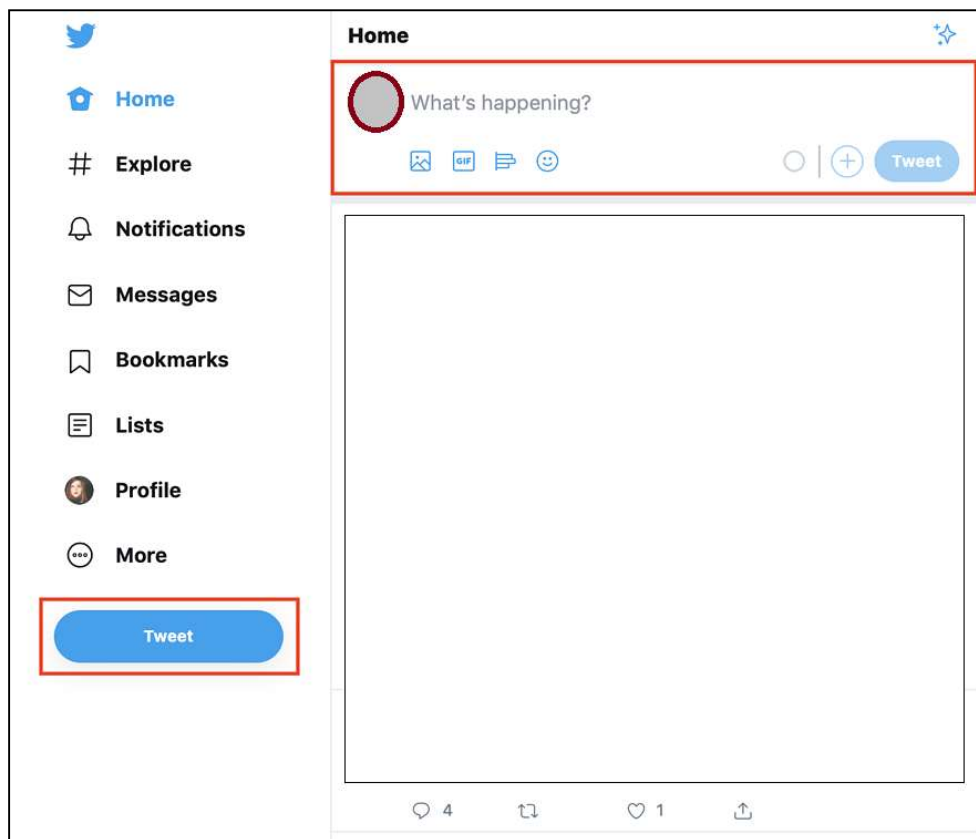 Home
Home
What's happening?
Explore
GIF
Tweet
Notifications
Messages
Bookmarks
Lists
Profile
More
Tweet
4
1